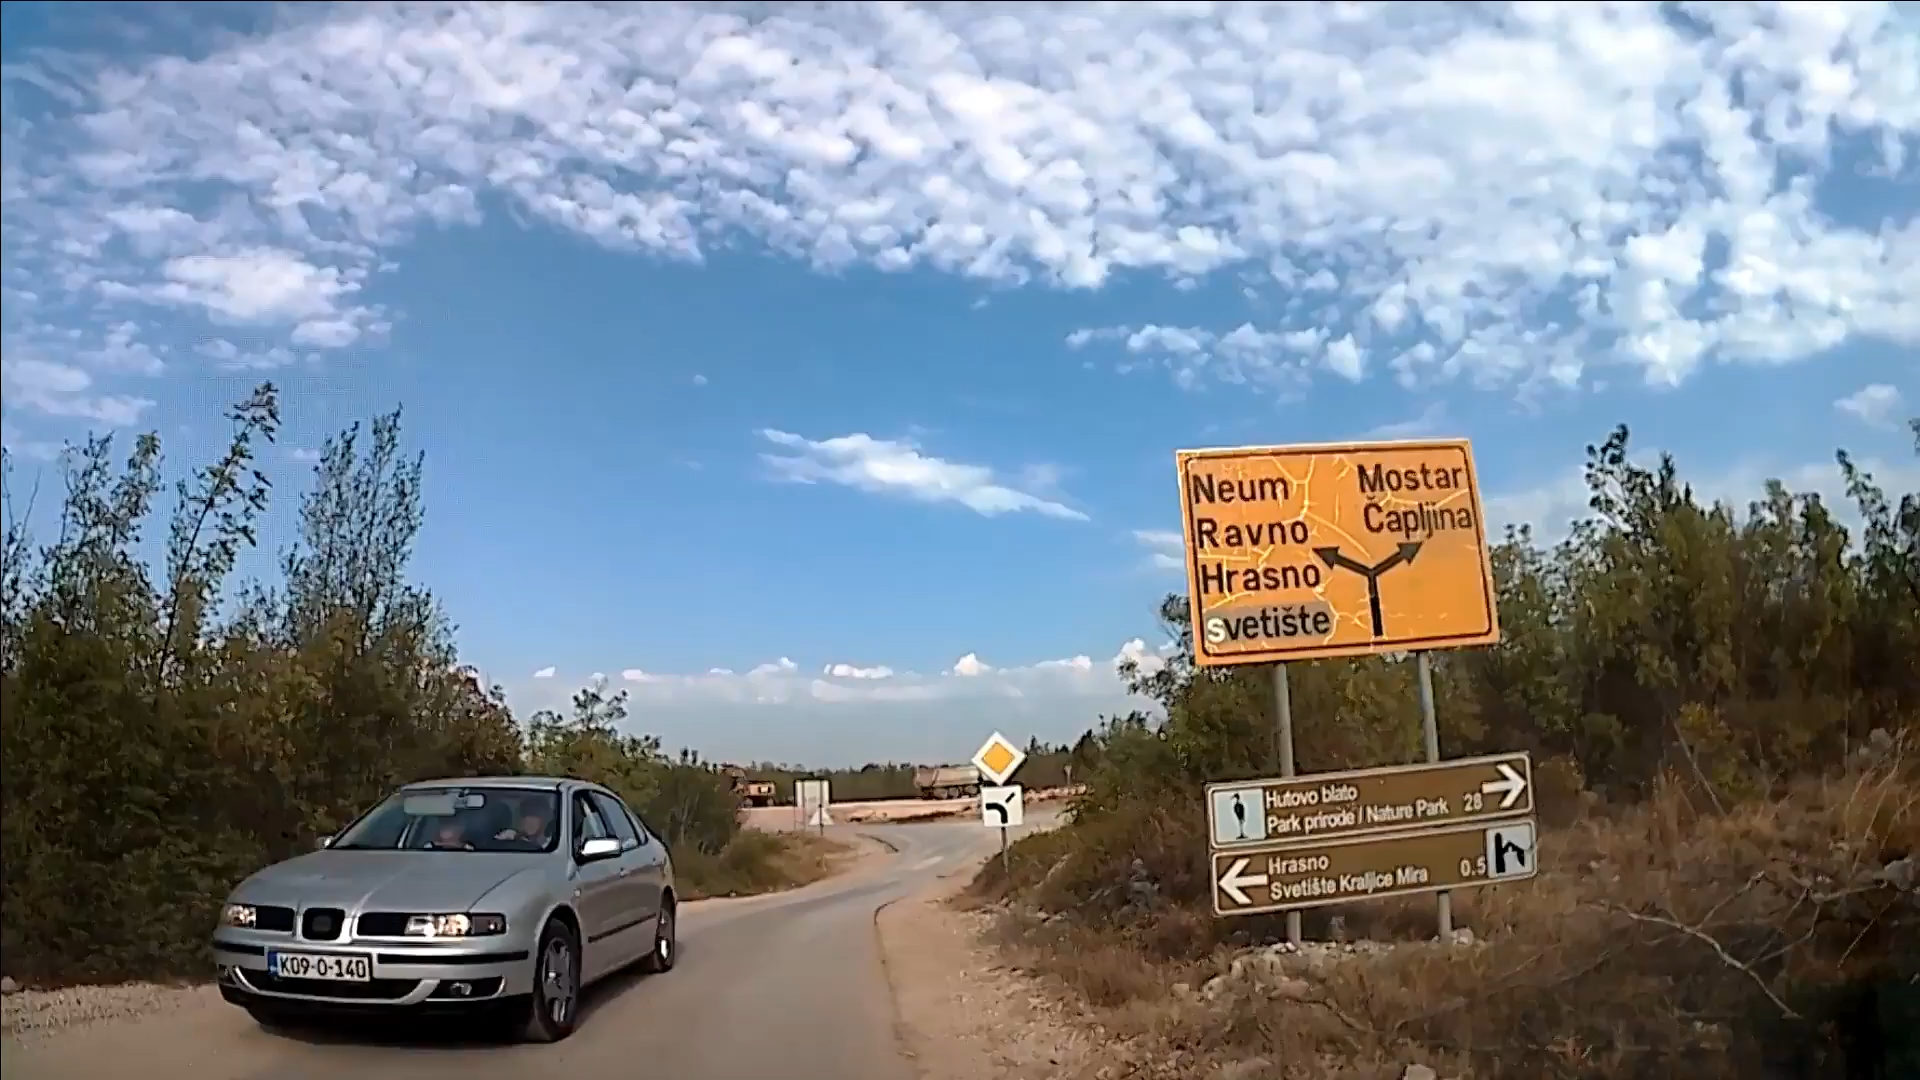 Neum
Ravno
Hrasno
svetište
Mostar
Čapljina
Hutovo blato
Park prirode / Nature Park 28
Hrasno
Svetište Kraljice Mira 0.5
K09-O-140